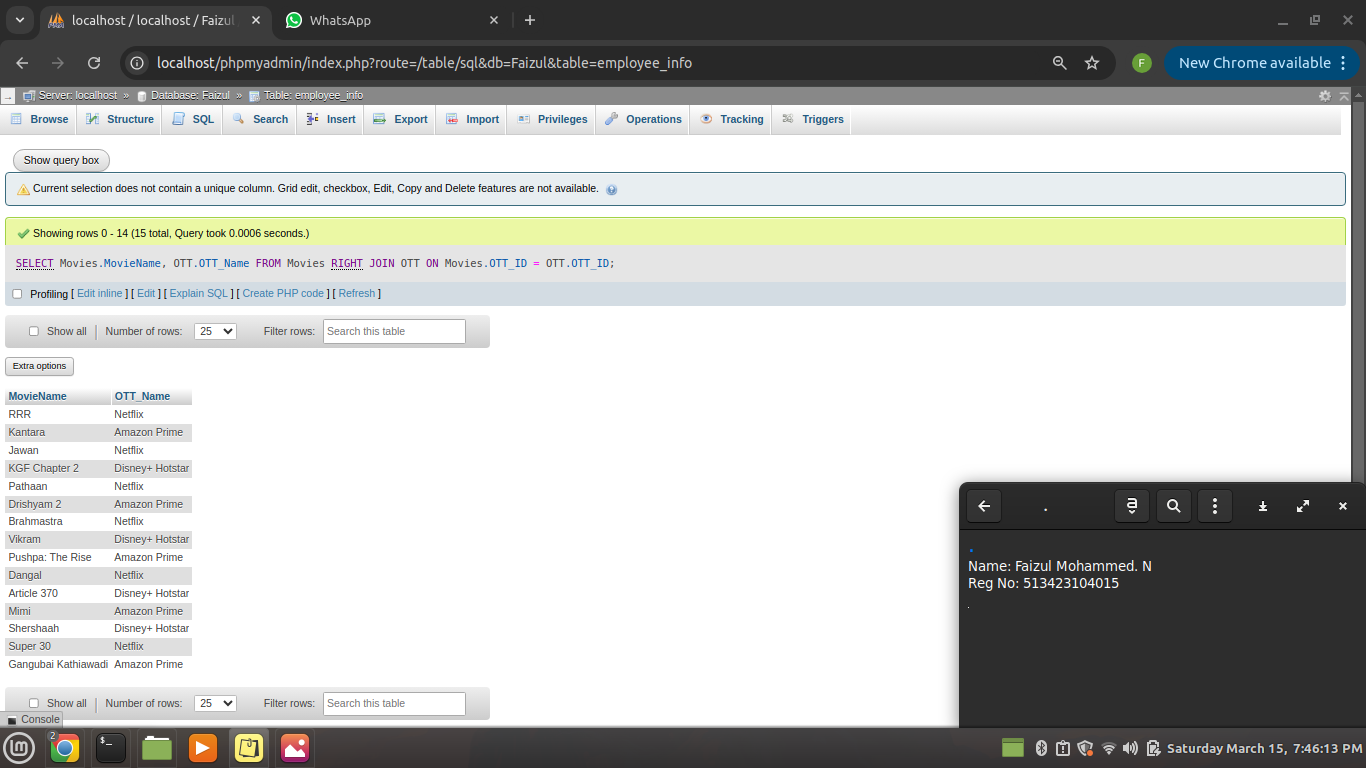 localhost / localhost / Faizul
WhatsApp
localhost/phpmyadmin/index.php?route=/table/sql&db=Faizul&table=employee_info
F
New Chrome available
Server: localhost » Database: Faizul » Table: employee_info
Browse Structure SQL Search Insert Export Import Privileges Operations Tracking Triggers
Show query box
Current selection does not contain a unique column. Grid edit, checkbox, Edit, Copy and Delete features are not available.
Showing rows 0 - 14 (15 total, Query took 0.0006 seconds.)
SELECT Movies.MovieName, OTT.OTT_Name FROM Movies RIGHT JOIN OTT ON Movies.OTT_ID = OTT.OTT_ID;
Profiling [ Edit inline ] [ Edit ] [ Explain SQL ] [ Create PHP code ] [ Refresh ]
Show all | Number of rows: 25 Filter rows: Search this table
Extra options
MovieName OTT_Name
RRR Netflix
Kantara Amazon Prime
Jawan Netflix
KGF Chapter 2 Disney+ Hotstar
Pathaan Netflix
Drishyam 2 Amazon Prime
Brahmastra Netflix
Vikram Disney+ Hotstar
Pushpa: The Rise Amazon Prime
Dangal Netflix
Article 370 Disney+ Hotstar
Mimi Amazon Prime
Shershaah Disney+ Hotstar
Super 30 Netflix
Gangubai Kathiawadi Amazon Prime
Show all | Number of rows: 25 Filter rows: Search this table
Console
.
a
.
Name: Faizul Mohammed. N
Reg No: 513423104015
.
2
$_
Saturday March 15, 7:46:13 PM